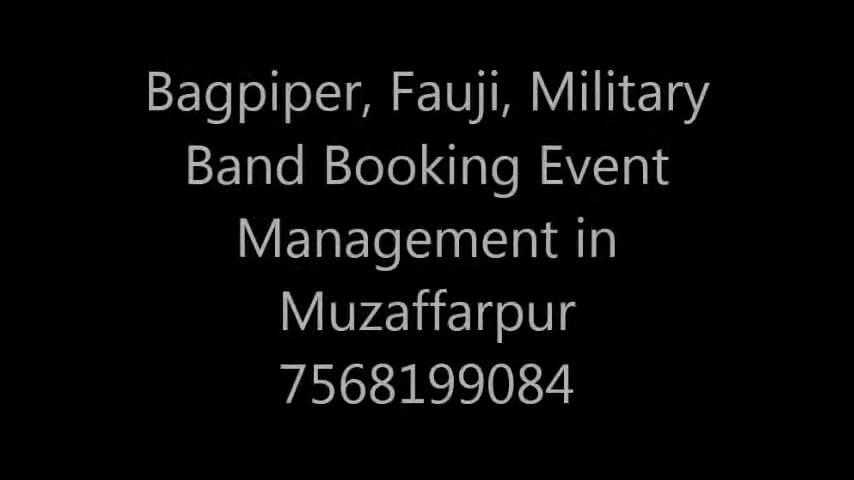 Bagpiper, Fauji, Military
Band Booking Event
Management in
Muzaffarpur
7568199084